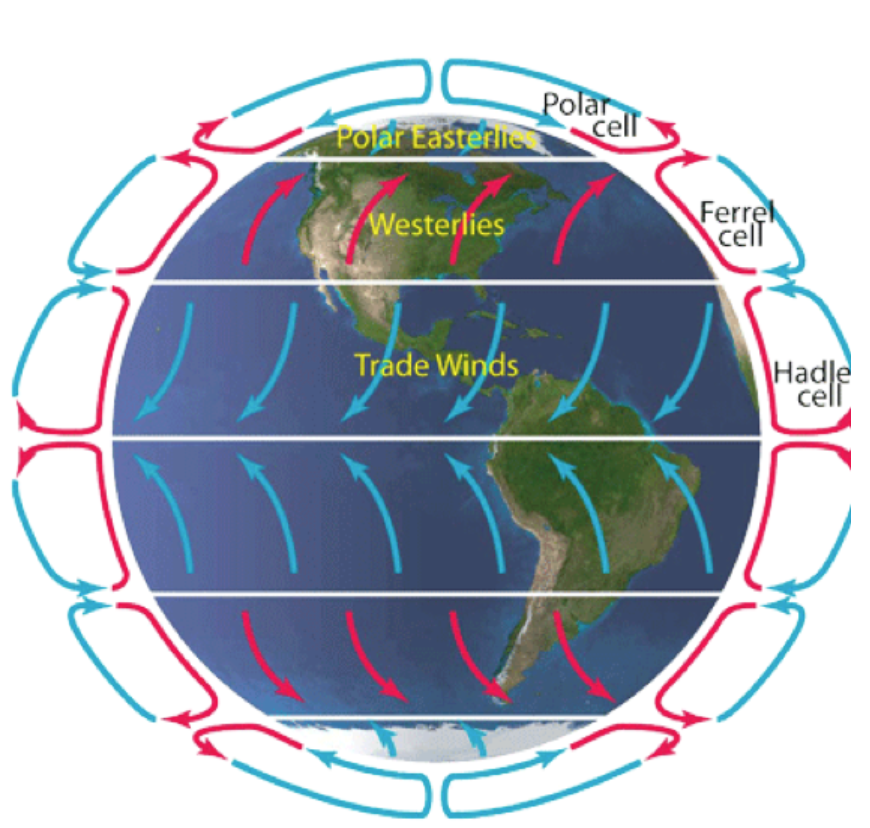 Polar
cell
Polar Easterlies
Westerlies
Ferrel
cell
Trade Winds
Hadle
cell